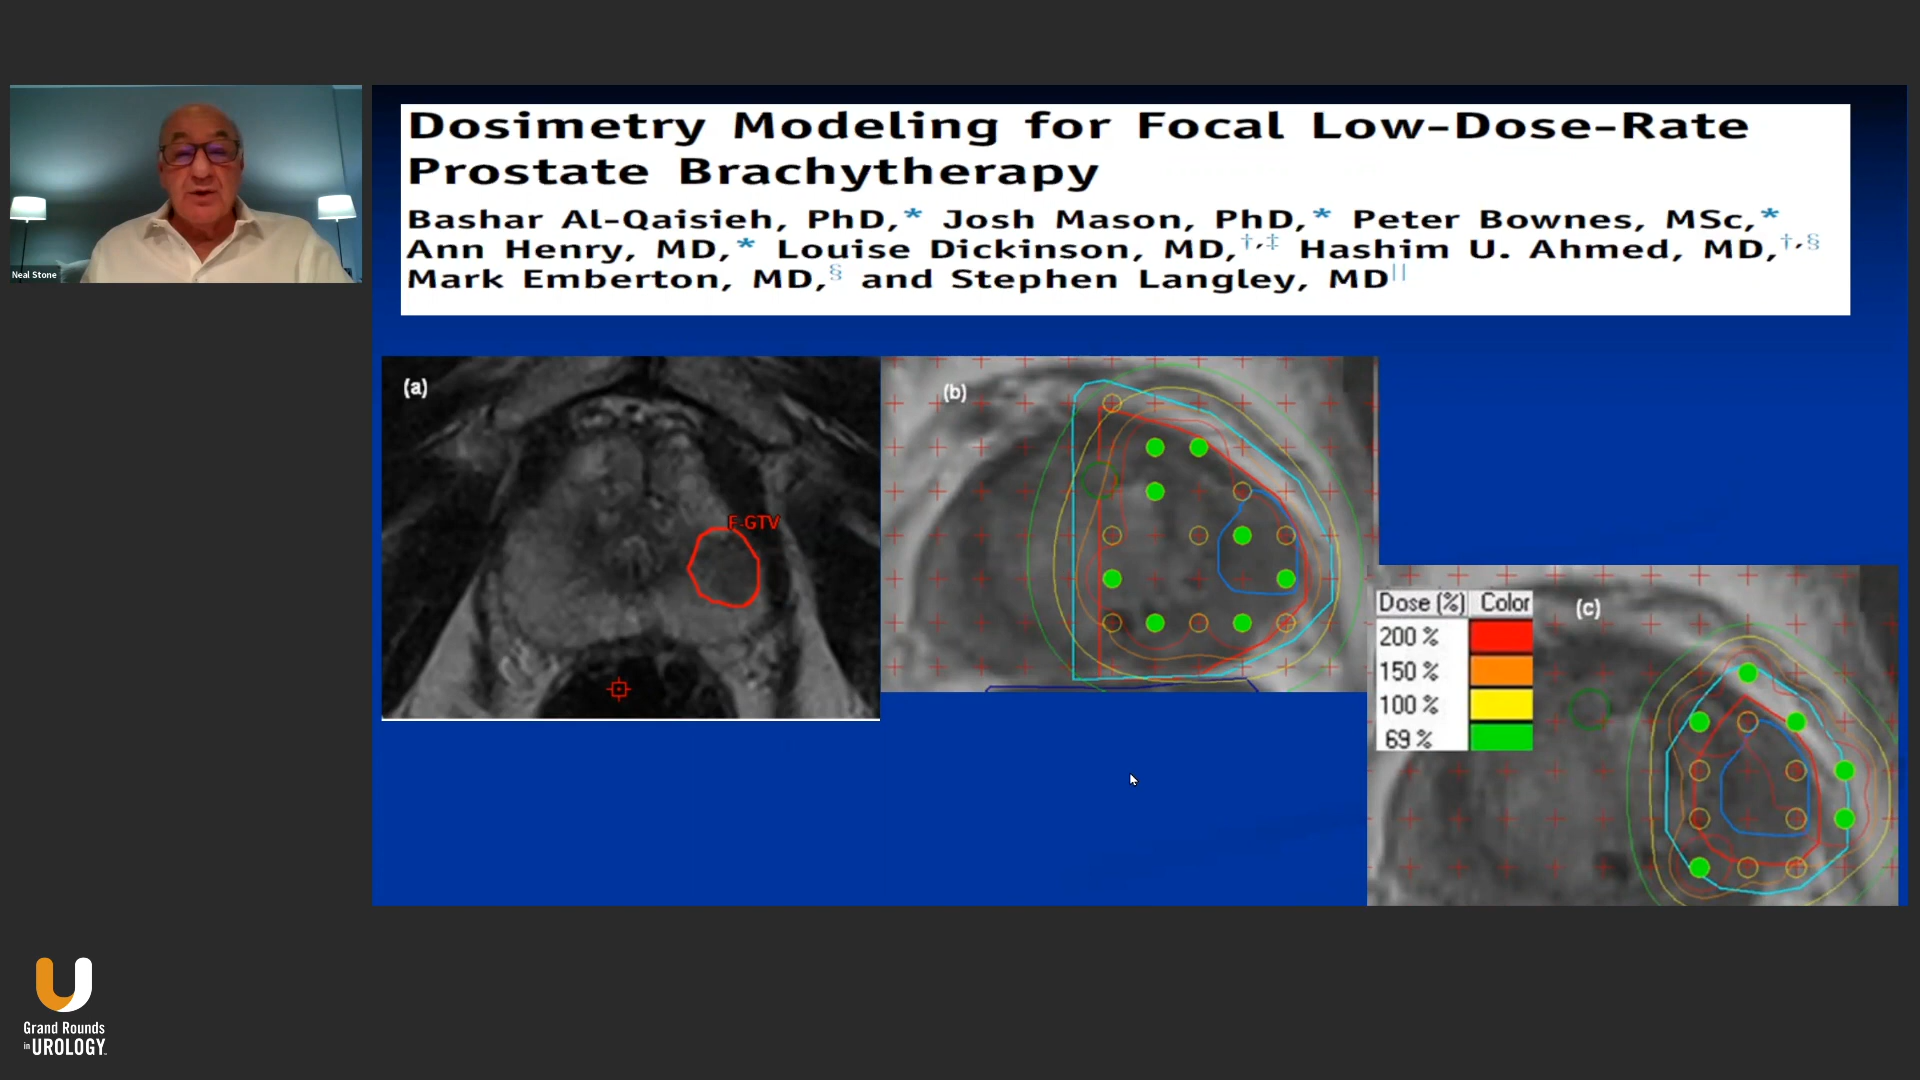 Neal Stone
Dosimetry Modeling for Focal Low-Dose-Rate
Prostate Brachytherapy
Bashar Al-Qaisieh, PhD,* Josh Mason, PhD,* Peter Bownes, MSc,*
Ann Henry, MD,* Louise Dickinson, MD,†,‡ Hashim U. Ahmed, MD,†,§
Mark Emberton, MD,§ and Stephen Langley, MD||
(a)
F-GTV
(b)
(c)
Dose (%) Color
200 %
150 %
100 %
69 %
Grand Rounds
in UROLOGY